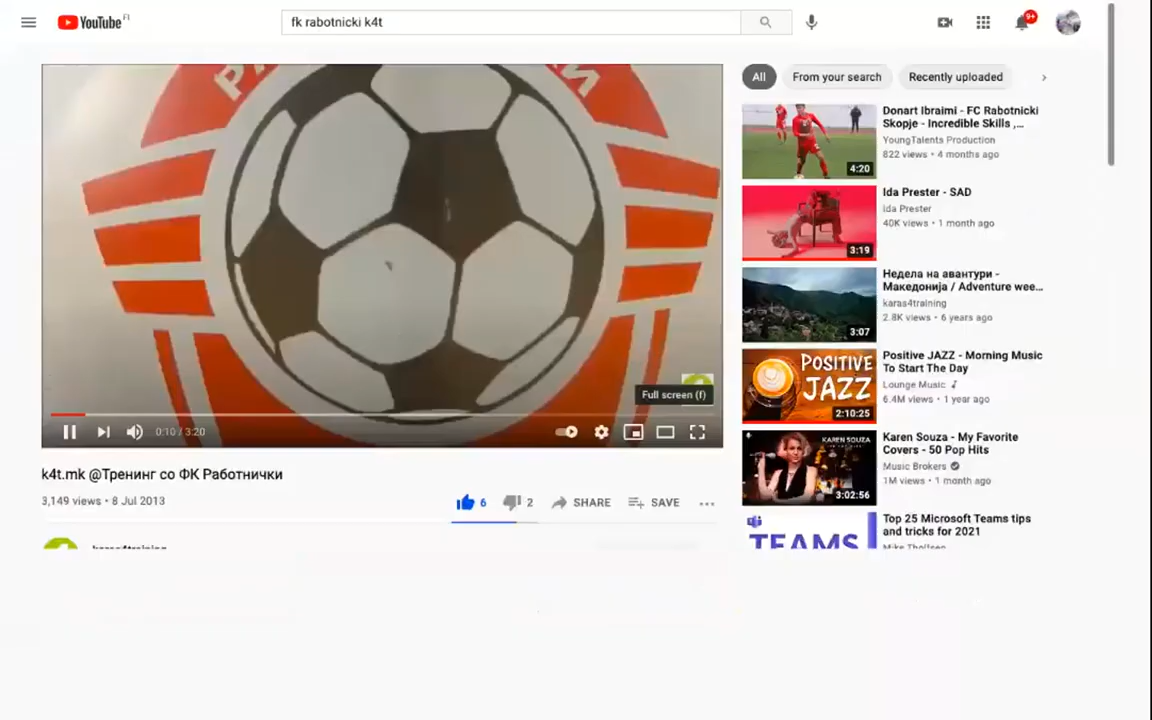 YouTube FI
fk rabotnicki k4t
9+
All
From your search
Recently uploaded
Donart Ibraimi - FC Rabotnicki
Skopje - Incredible Skills ,...
YoungTalents Production
822 views • 4 months ago
4:20
Ida Prester - SAD
Ida Prester
40K views • 1 month ago
3:19
Недела на авантури -
Македонија / Adventure wee...
karas4training
2.8K views • 6 years ago
3:07
POSITIVE
JAZZ
2:10:25
Positive JAZZ - Morning Music
To Start The Day
Lounge Music
6.4M views • 1 year ago
KAREN SOUZA
3:02:56
Karen Souza - My Favorite
Covers - 50 Pop Hits
Music Brokers
1M views • 1 month ago
TEAMS
Top 25 Microsoft Teams tips
and tricks for 2021
Mike Tholfsen
Full screen (f)
0:10 / 3:20
k4t.mk @Тренинг со ФК Работнички
3,149 views • 8 Jul 2013
6
2
SHARE
SAVE
karas4training